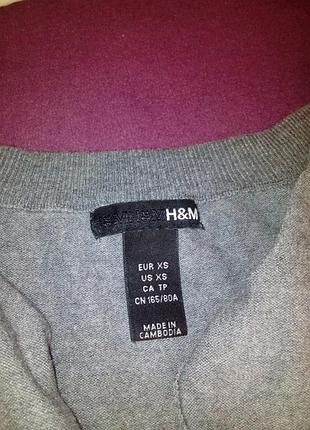 H&M
EUR XS
US XS
CA TP
CN 165/80A
MADE IN
CAMBODIA